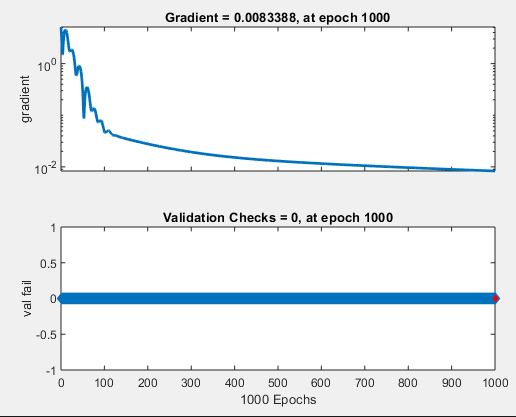 Gradient = 0.0083388, at epoch 1000
10^0
gradient
10^-2
Validation Checks = 0, at epoch 1000
1
0.5
val fail
0
-0.5
-1
0 100 200 300 400 500 600 700 800 900 1000
1000 Epochs